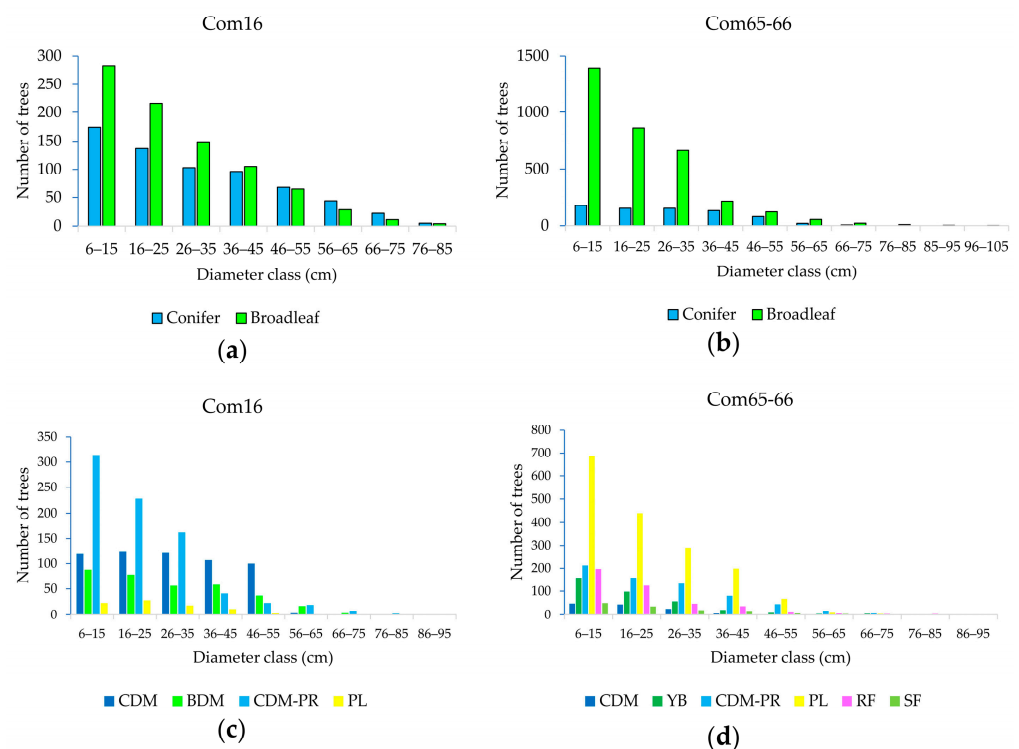 Com16
Number of trees
300
250
200
150
100
50
0
6–15 16–25 26–35 36–45 46–55 56–65 66–75 76–85
Diameter class (cm)
Conifer Broadleaf
(a)
Com65-66
Number of trees
1500
1000
500
0
6–15 16–25 26–35 36–45 46–55 56–65 66–75 76–85 85–95 96–105
Diameter class (cm)
Conifer Broadleaf
(b)
Com16
Number of trees
350
300
250
200
150
100
50
0
6–15 16–25 26–35 36–45 46–55 56–65 66–75 76–85 86–95
Diameter class (cm)
CDM BDM CDM-PR PL
(c)
Com65-66
Number of trees
800
700
600
500
400
300
200
100
0
6–15 16–25 26–35 36–45 46–55 56–65 66–75 76–85 86–95
Diameter class (cm)
CDM YB CDM-PR PL RF SF
(d)